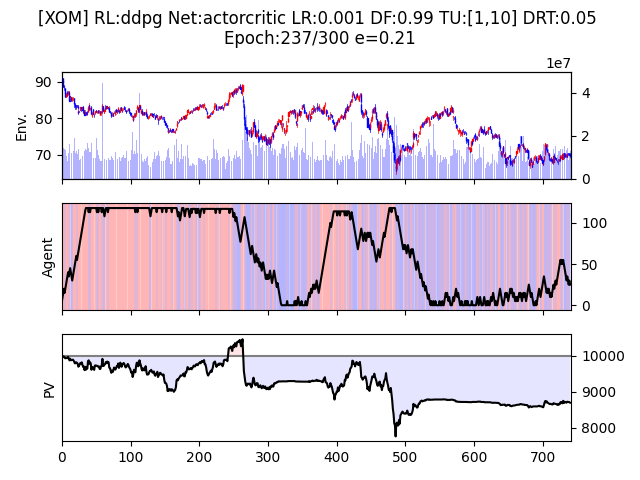 [XOM] RL:ddpg Net:actorcritic LR:0.001 DF:0.99 TU:[1,10] DRT:0.05
Epoch:237/300 e=0.21
1e7
90
80
70
Env.
4
2
0
Agent
100
50
0
PV
10000
9000
8000
0 100 200 300 400 500 600 700